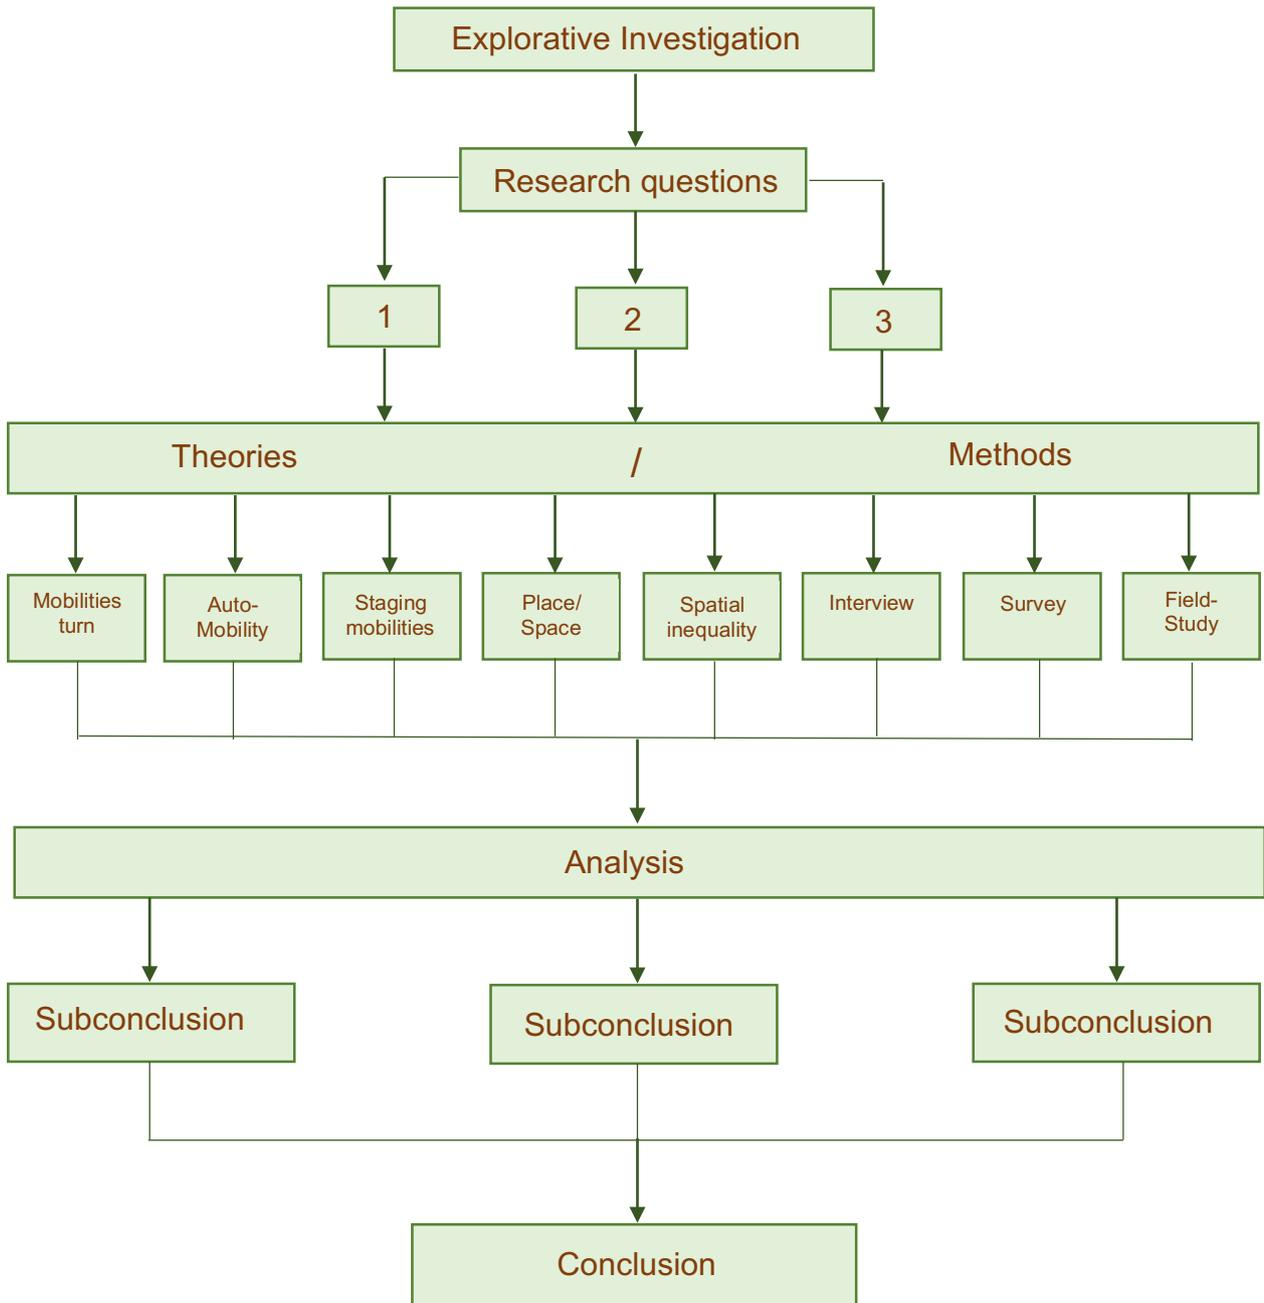 Explorative Investigation
Research questions
1
2
3
Theories / Methods
Mobilities
turn
Auto-
Mobility
Staging
mobilities
Place/
Space
Spatial
inequality
Interview
Survey
Field-
Study
Analysis
Subconclusion
Subconclusion
Subconclusion
Conclusion